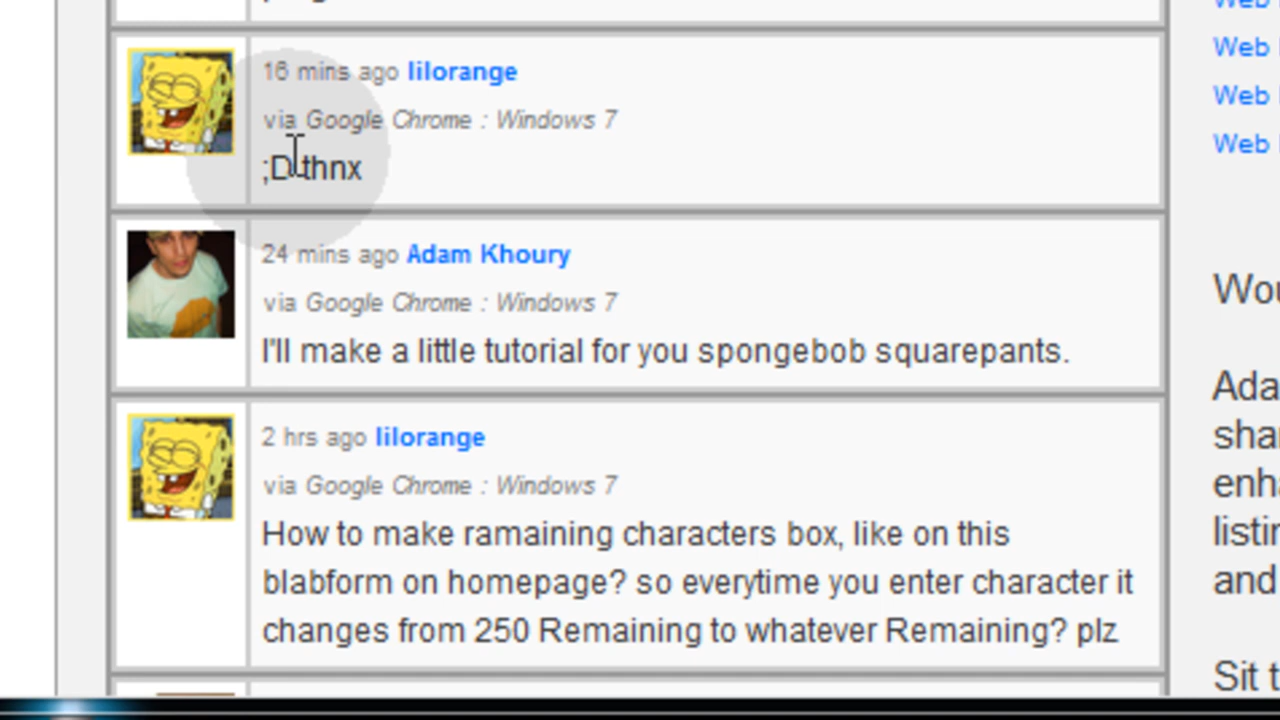 Web
16 mins ago lilorange
Web
via Google Chrome : Windows 7
Web
;D thnx
Web
24 mins ago Adam Khoury
via Google Chrome : Windows 7
I'll make a little tutorial for you spongebob squarepants.
2 hrs ago lilorange
via Google Chrome : Windows 7
How to make ramaining characters box, like on this
blabform on homepage? so everytime you enter character it
changes from 250 Remaining to whatever Remaining? plz
and
Sit